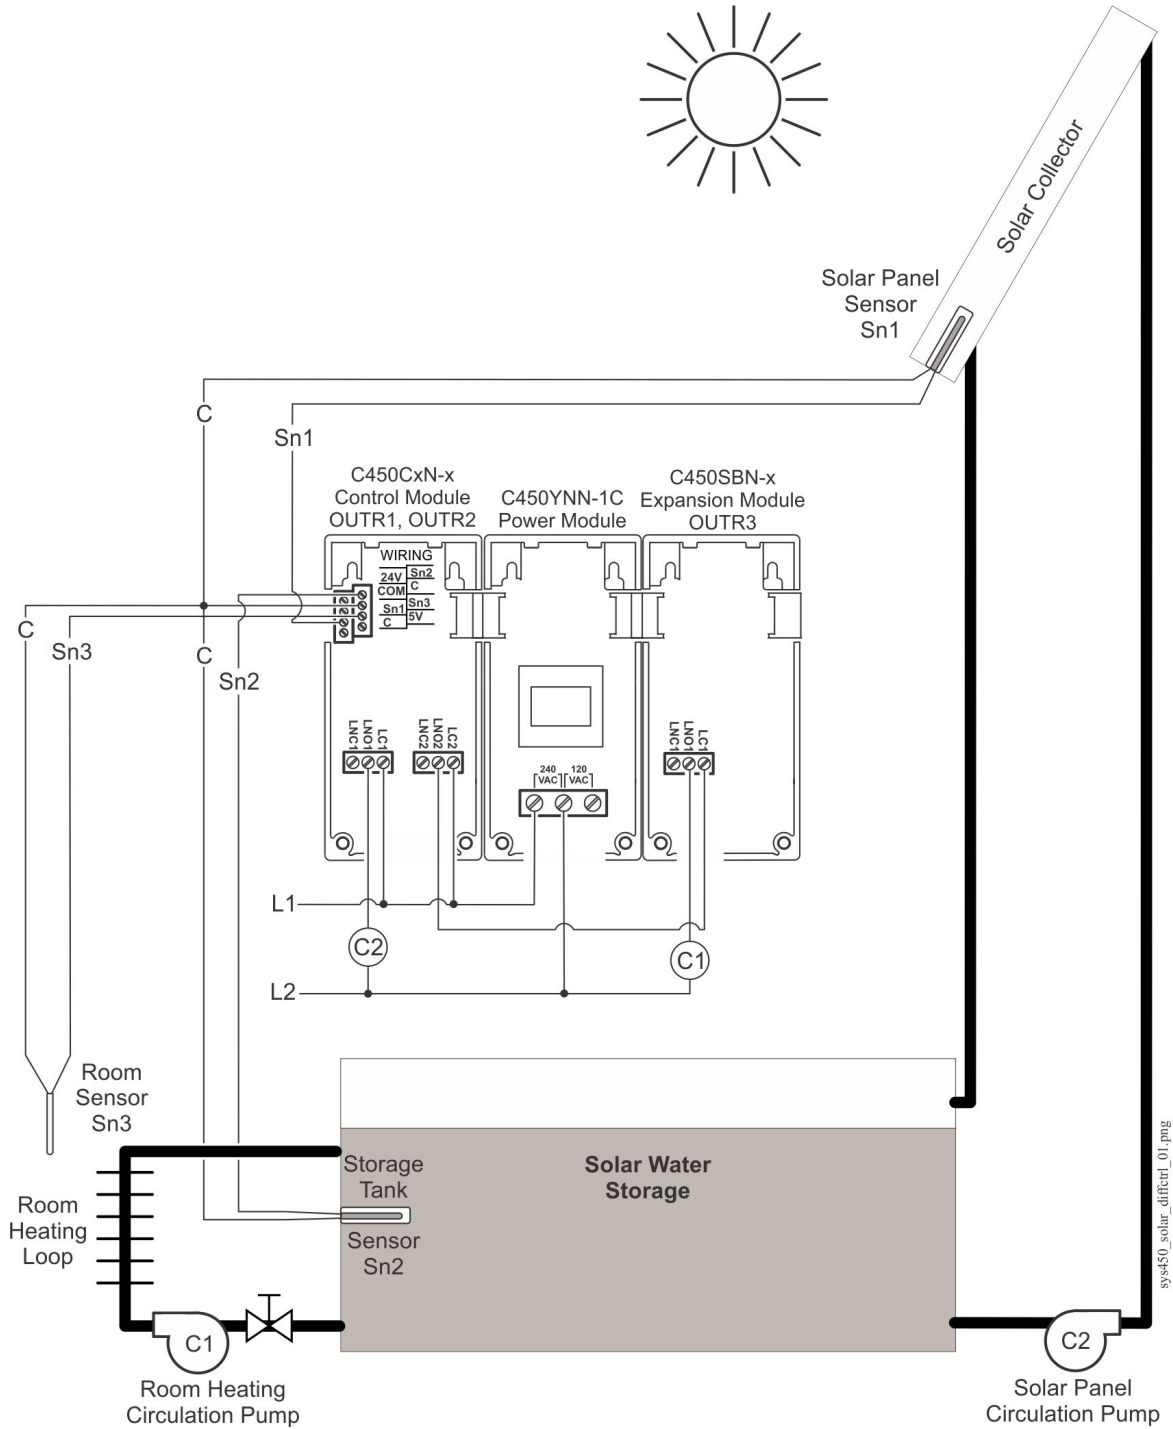 Solar Collector
Solar Panel
Sensor
Sn1
C
Sn1
C450CxN-x
Control Module
OUTR1, OUTR2
C450YNN-1C
Power Module
C450SBN-x
Expansion Module
OUTR3
WIRING
Sn2
24V
C
COM
Sn3
Sn1
5V
C
C
Sn3
C
Sn2
LNC1
LNO1
LC1
LNC2
LNO2
LC2
LNC1
LNO1
LC1
240
VAC
120
VAC
L1
C2
C1
L2
Room
Sensor
Sn3
Storage
Tank
Sensor
Sn2
Solar Water
Storage
Room
Heating
Loop
C1
Room Heating
Circulation Pump
C2
Solar Panel
Circulation Pump
sys450_solar_diffctrl_01.png